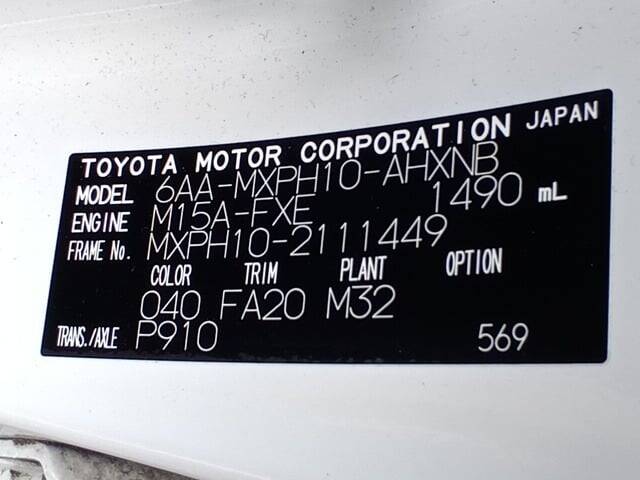 TOYOTA MOTOR CORPORATION JAPAN
MODEL 6AA-MXPH10-AHXNB
ENGINE M15A-FXE 1490 mL
FRAME No. MXPH10-2111449
COLOR TRIM PLANT OPTION
040 FA20 M32
TRANS./AXLE P910 569